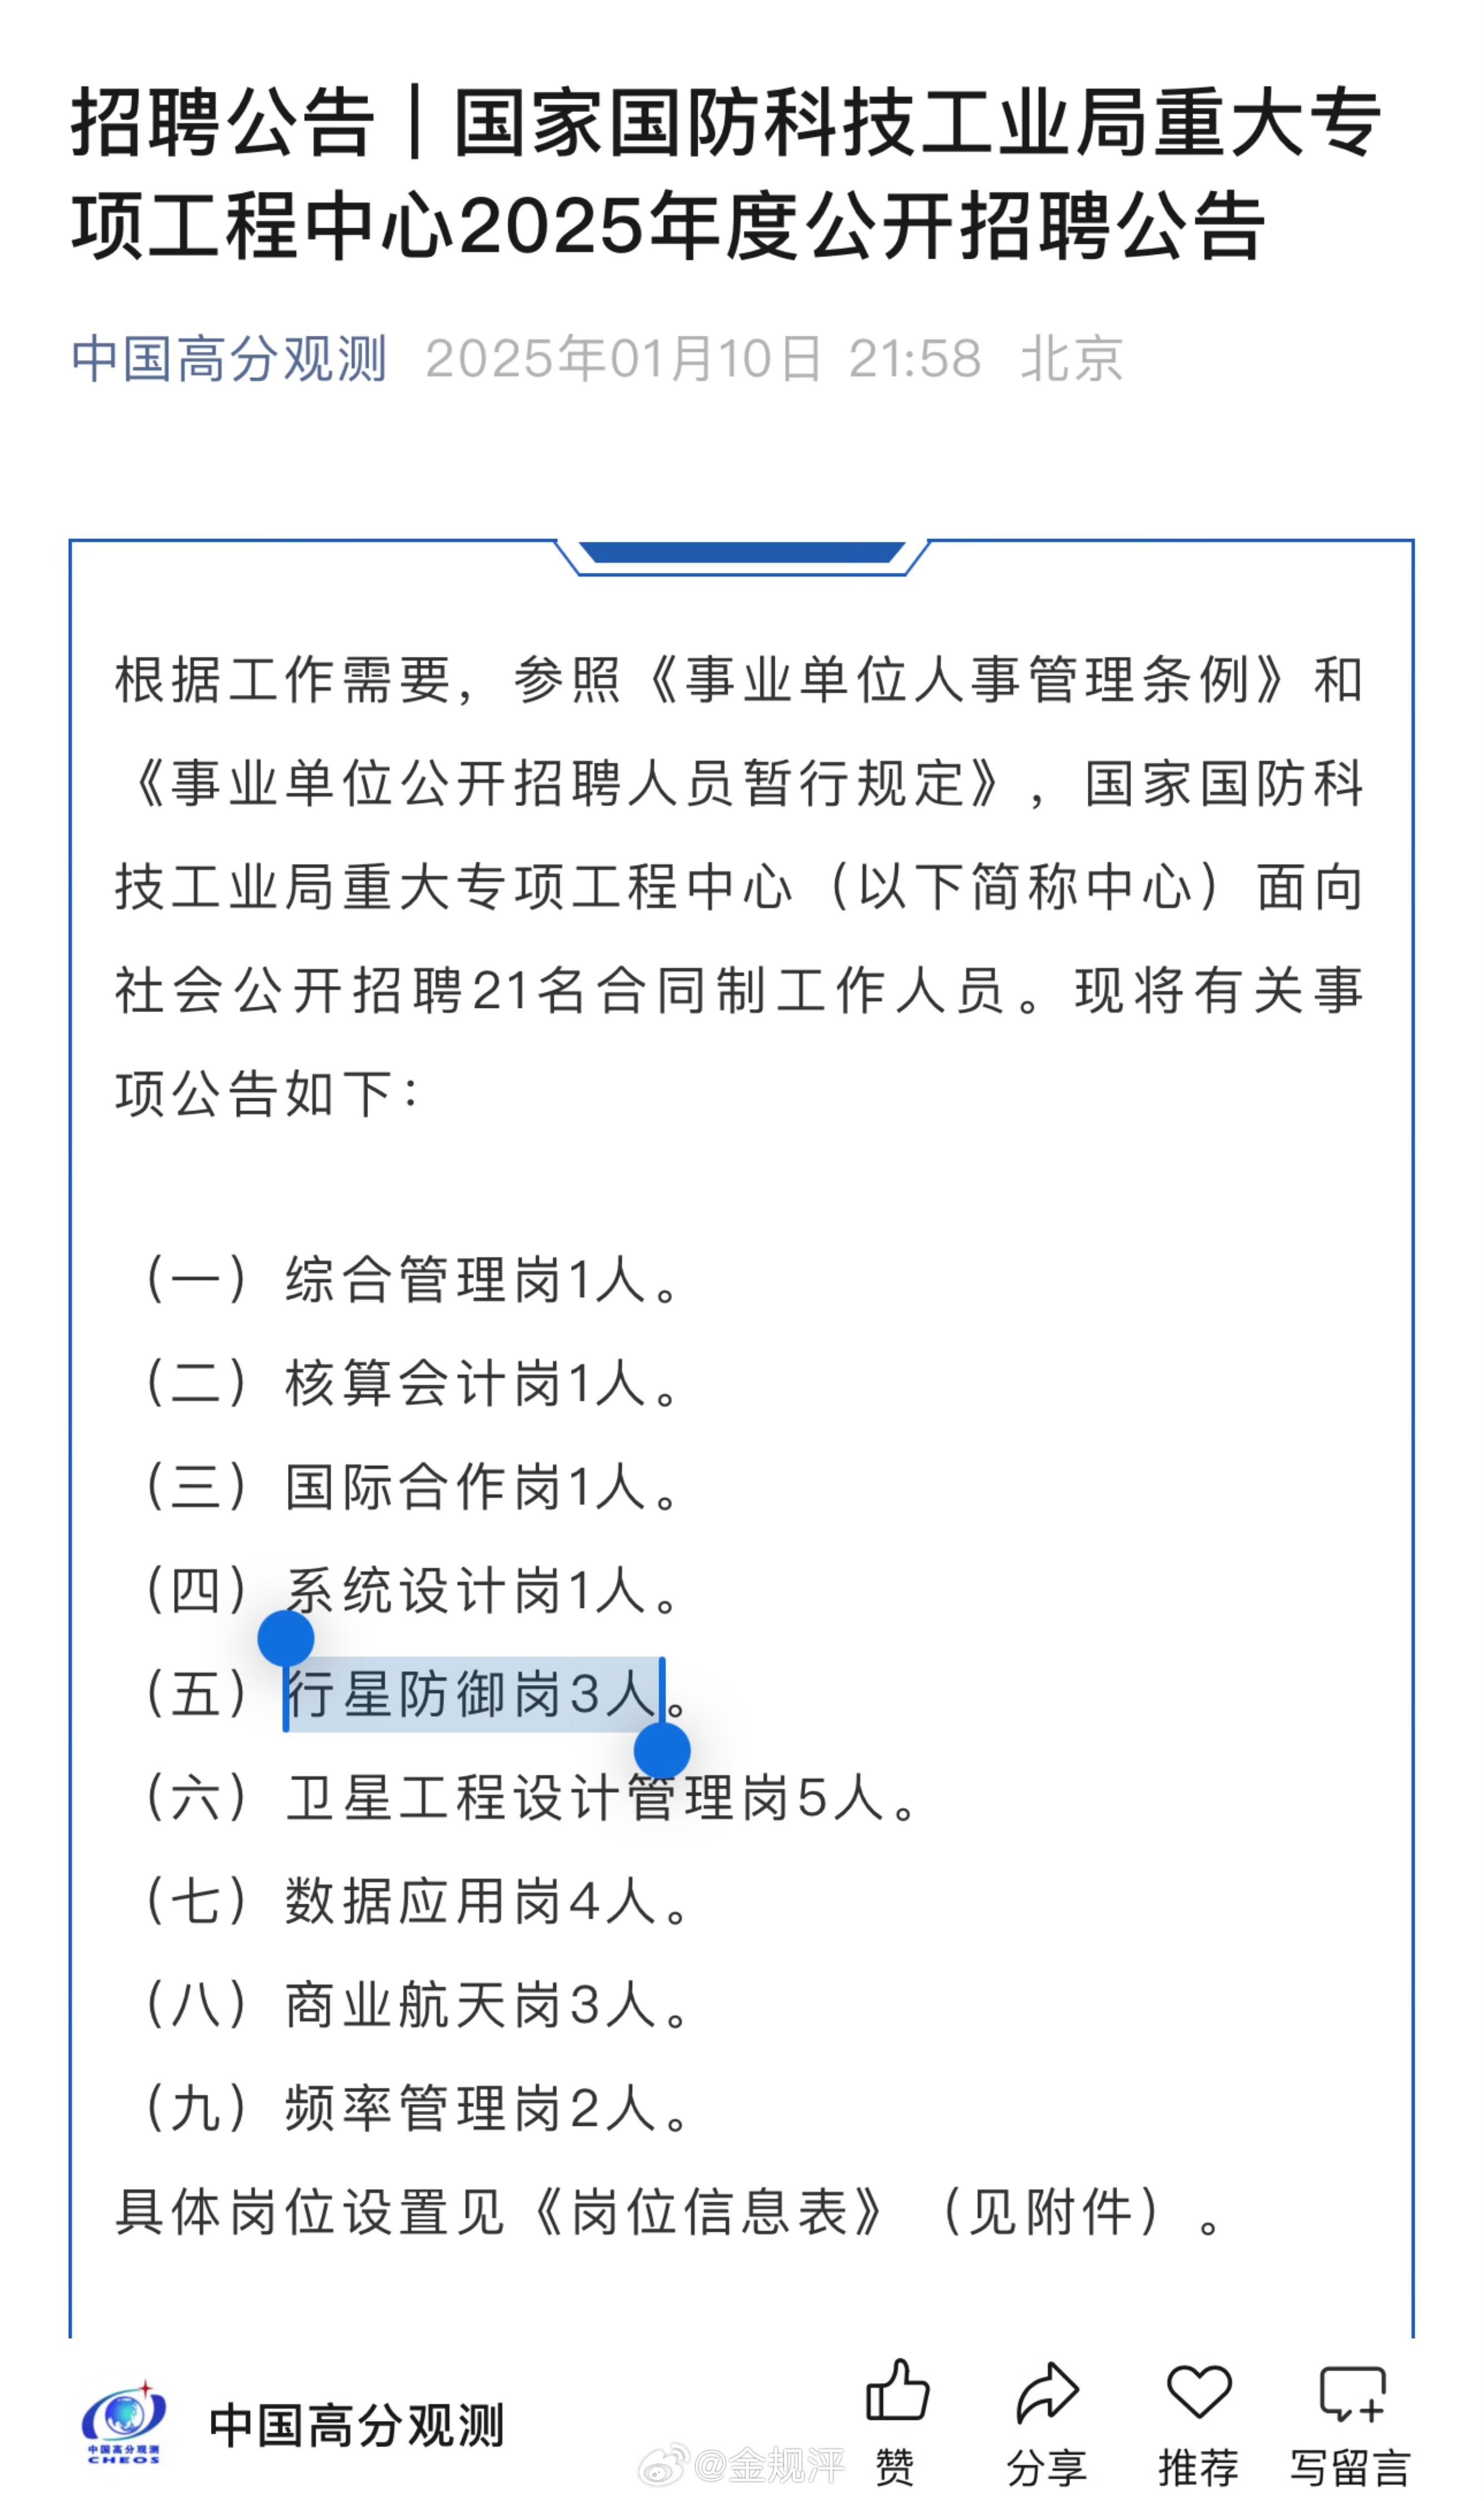 招聘公告｜国家国防科技工业局重大专
项工程中心2025年度公开招聘公告
中国高分观测 2025年01月10日 21:58 北京
根据工作需要，参照《事业单位人事管理条例》和
《事业单位公开招聘人员暂行规定》，国家国防科
技工业局重大专项工程中心（以下简称中心）面向
社会公开招聘21名合同制工作人员。现将有关事
项公告如下：
（一）综合管理岗1人。
（二）核算会计岗1人。
（三）国际合作岗1人。
（四）系统设计岗1人。
（五）行星防御岗3人。
（六）卫星工程设计管理岗5人。
（七）数据应用岗4人。
（八）商业航天岗3人。
（九）频率管理岗2人。
具体岗位设置见《岗位信息表》（见附件）。
中国高分观测
CHEOS
中国高分观测
@金规泙
赞 分享 推荐 写留言